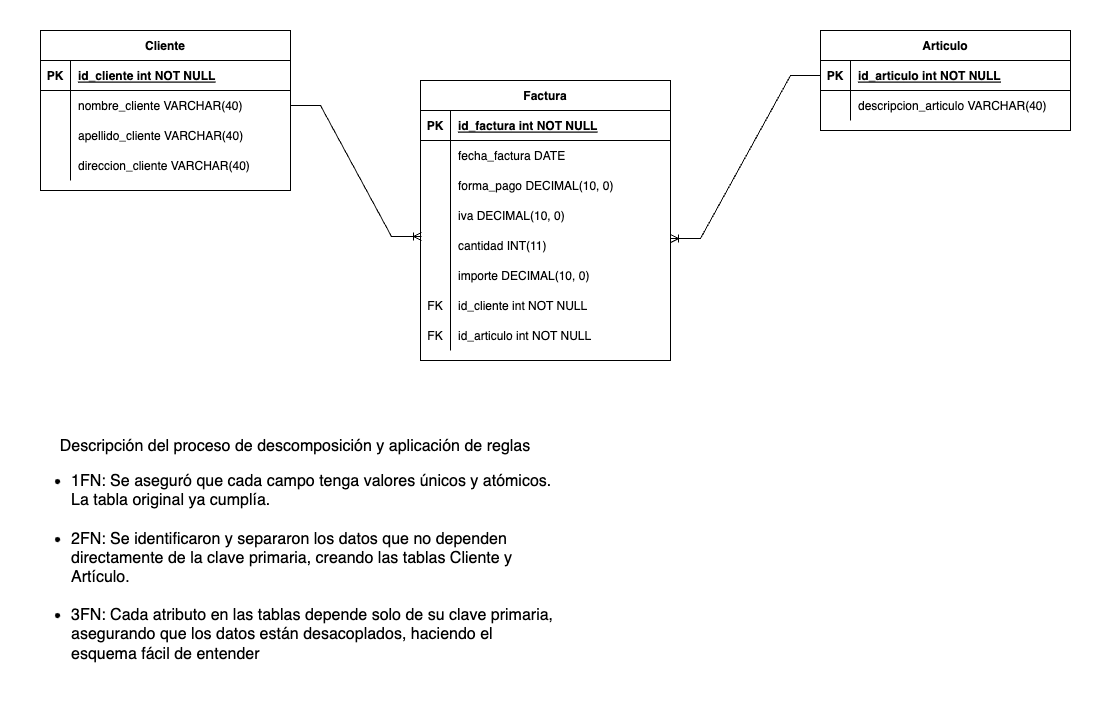 Cliente
PK id_cliente int NOT NULL
nombre_cliente VARCHAR(40)
apellido_cliente VARCHAR(40)
direccion_cliente VARCHAR(40)
Factura
PK id_factura int NOT NULL
fecha_factura DATE
forma_pago DECIMAL(10, 0)
iva DECIMAL(10, 0)
cantidad INT(11)
importe DECIMAL(10, 0)
FK id_cliente int NOT NULL
FK id_articulo int NOT NULL
Articulo
PK id_articulo int NOT NULL
descripcion_articulo VARCHAR(40)
Descripción del proceso de descomposición y aplicación de reglas
• 1FN: Se aseguró que cada campo tenga valores únicos y atómicos.
La tabla original ya cumplía.
• 2FN: Se identificaron y separaron los datos que no dependen
directamente de la clave primaria, creando las tablas Cliente y
Artículo.
• 3FN: Cada atributo en las tablas depende solo de su clave primaria,
asegurando que los datos están desacoplados, haciendo el
esquema fácil de entender